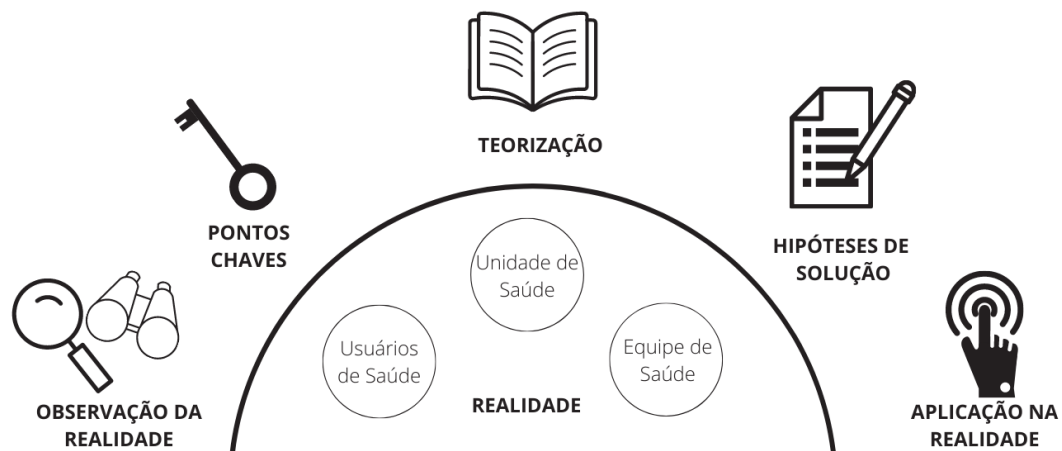 TEORIZAÇÃO
PONTOS
CHAVES
HIPÓTESES DE
SOLUÇÃO
Unidade de
Saúde
Usuários
de Saúde
Equipe de
Saúde
REALIDADE
OBSERVAÇÃO DA
REALIDADE
APLICAÇÃO NA
REALIDADE